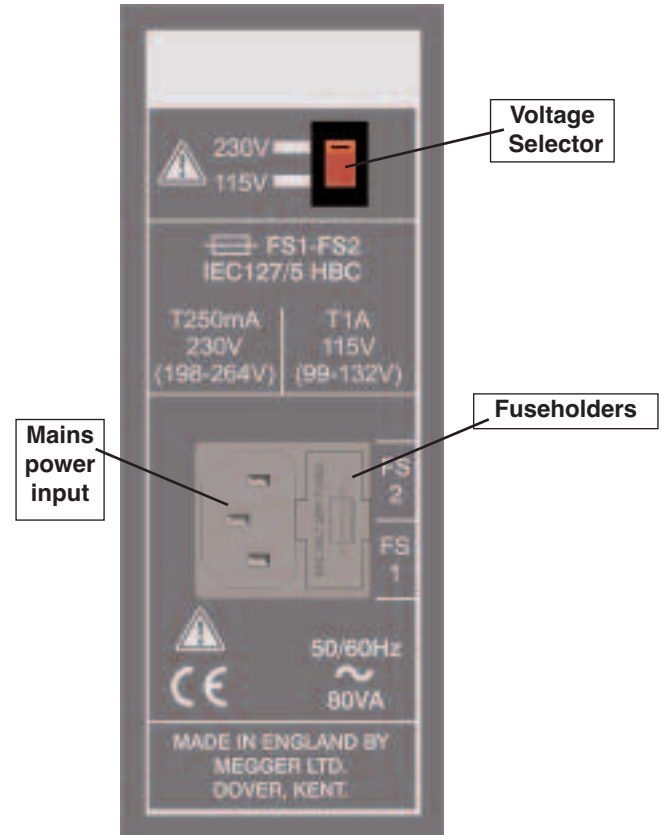 Voltage
Selector
230V
115V
FS1-FS2
IEC127/5 HBC
T250mA
230V
(198-264V)
T1A
115V
(99-132V)
Fuseholders
Mains
power
input
FS
2
FS
1
CE
50/60Hz
80VA
MADE IN ENGLAND BY
MEGGER LTD.
DOVER, KENT.